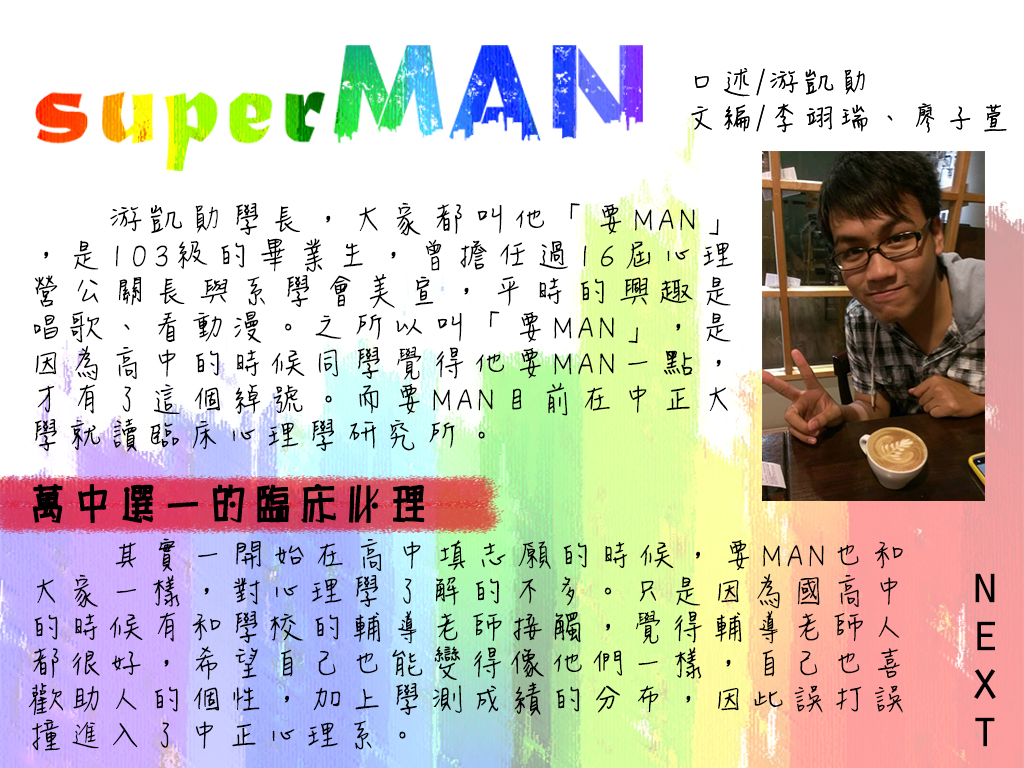 superMAN
口述/游凱勛
文編/李翊瑞、廖子萱
游凱勛學長，大家都叫他「要MAN」
，是103級的畢業生，曾擔任過16屆心理
營公關長與系學會美宣，平時的興趣是
唱歌、看動漫。之所以叫「要MAN」，是
因為高中的時候同學覺得他要MAN一點，
才有了這個綽號。而要MAN目前在中正大
學就讀臨床心理學研究所。
萬中選一的臨床心理
其實一開始在高中填志願的時候，要MAN也和
大家一樣，對心理學了解的不多。只是因為國高中
的時候有和學校的輔導老師接觸，覺得輔導老師人
都很好，希望自己也能變得像他們一樣，自己也喜
歡助人的個性，加上學測成績的分布，因此誤打誤
撞進入了中正心理系。
NEXT